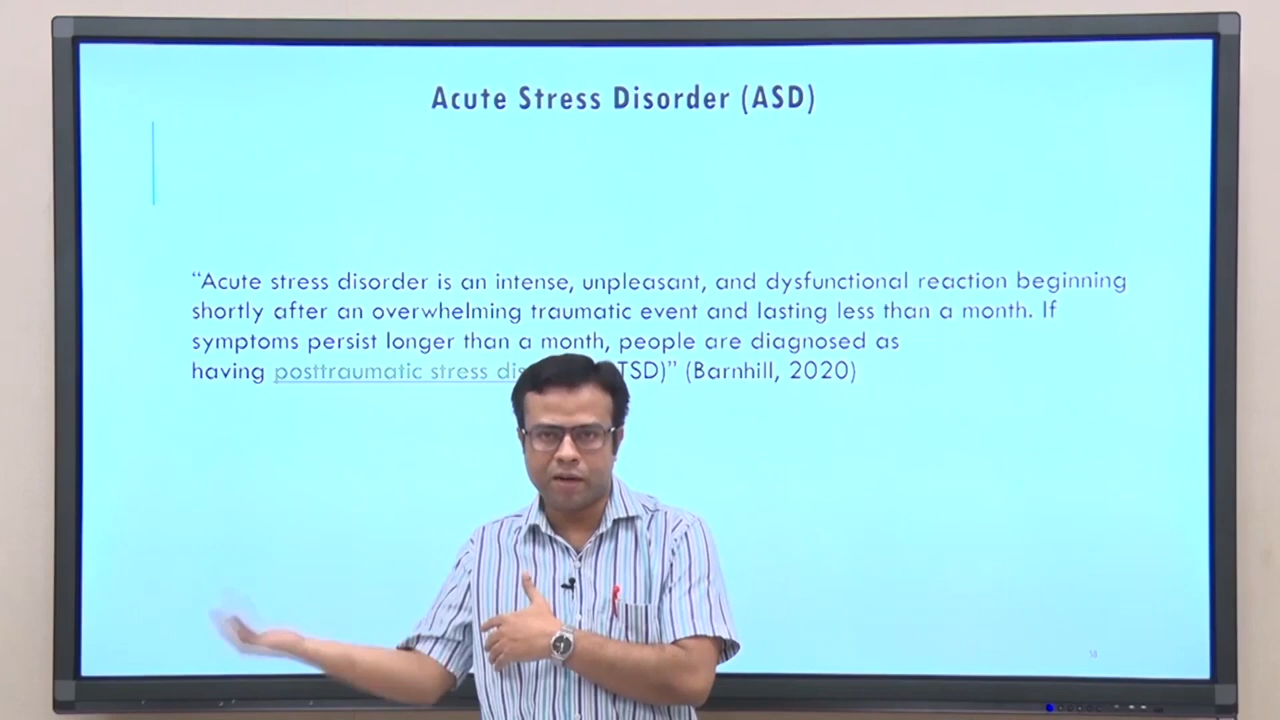 Acute Stress Disorder (ASD)
“Acute stress disorder is an intense, unpleasant, and dysfunctional reaction beginning
shortly after an overwhelming traumatic event and lasting less than a month. If
symptoms persist longer than a month, people are diagnosed as
having posttraumatic stress dis TSD)” (Barnhill, 2020)